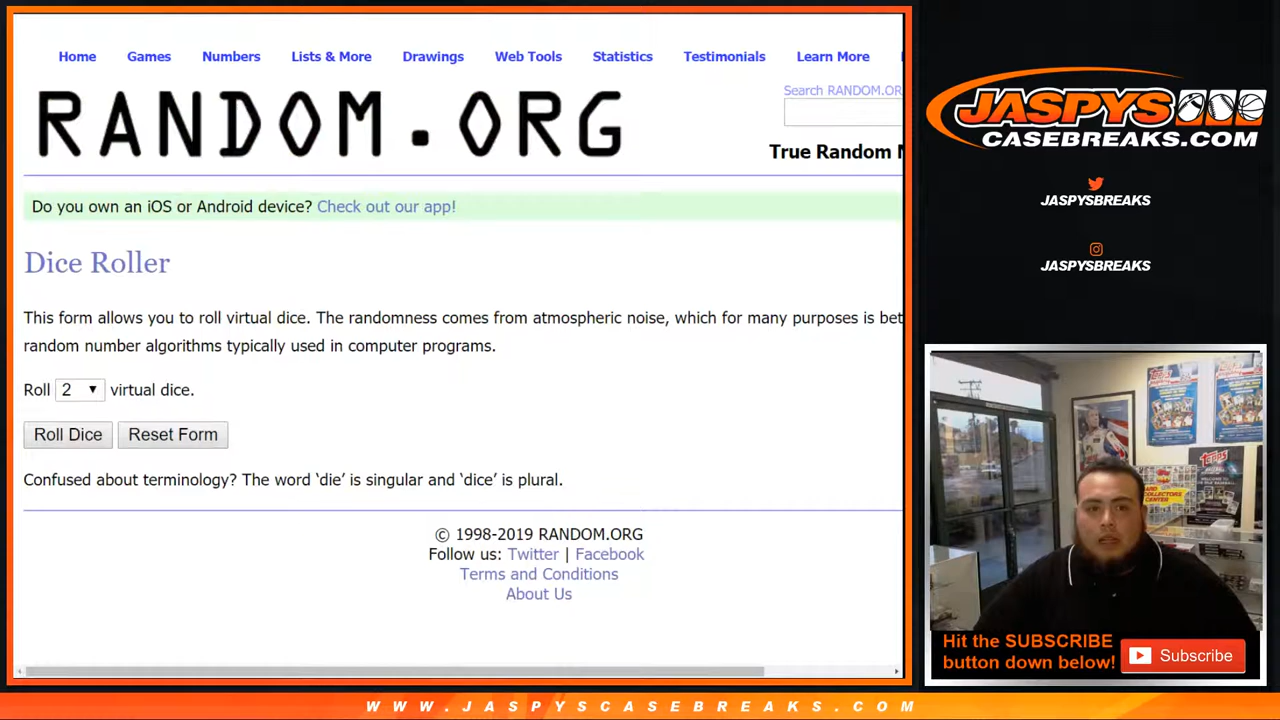 Home Games Numbers Lists & More Drawings Web Tools Statistics Testimonials Learn More
RANDOM.ORG
Search RANDOM.OR
True Random
Do you own an iOS or Android device? Check out our app!
Dice Roller
This form allows you to roll virtual dice. The randomness comes from atmospheric noise, which for many purposes is bet
random number algorithms typically used in computer programs.
Roll 2 virtual dice.
Roll Dice Reset Form
Confused about terminology? The word ‘die’ is singular and ‘dice’ is plural.
© 1998-2019 RANDOM.ORG
Follow us: Twitter | Facebook
Terms and Conditions
About Us
JASPYS
CASEBREAKS.COM
JASPYSBREAKS
JASPYSBREAKS
Topps
COLLECTORS
CENTER
Hit the SUBSCRIBE
button down below!
Subscribe
WWW.JASPYSCASEBREAKS.COM